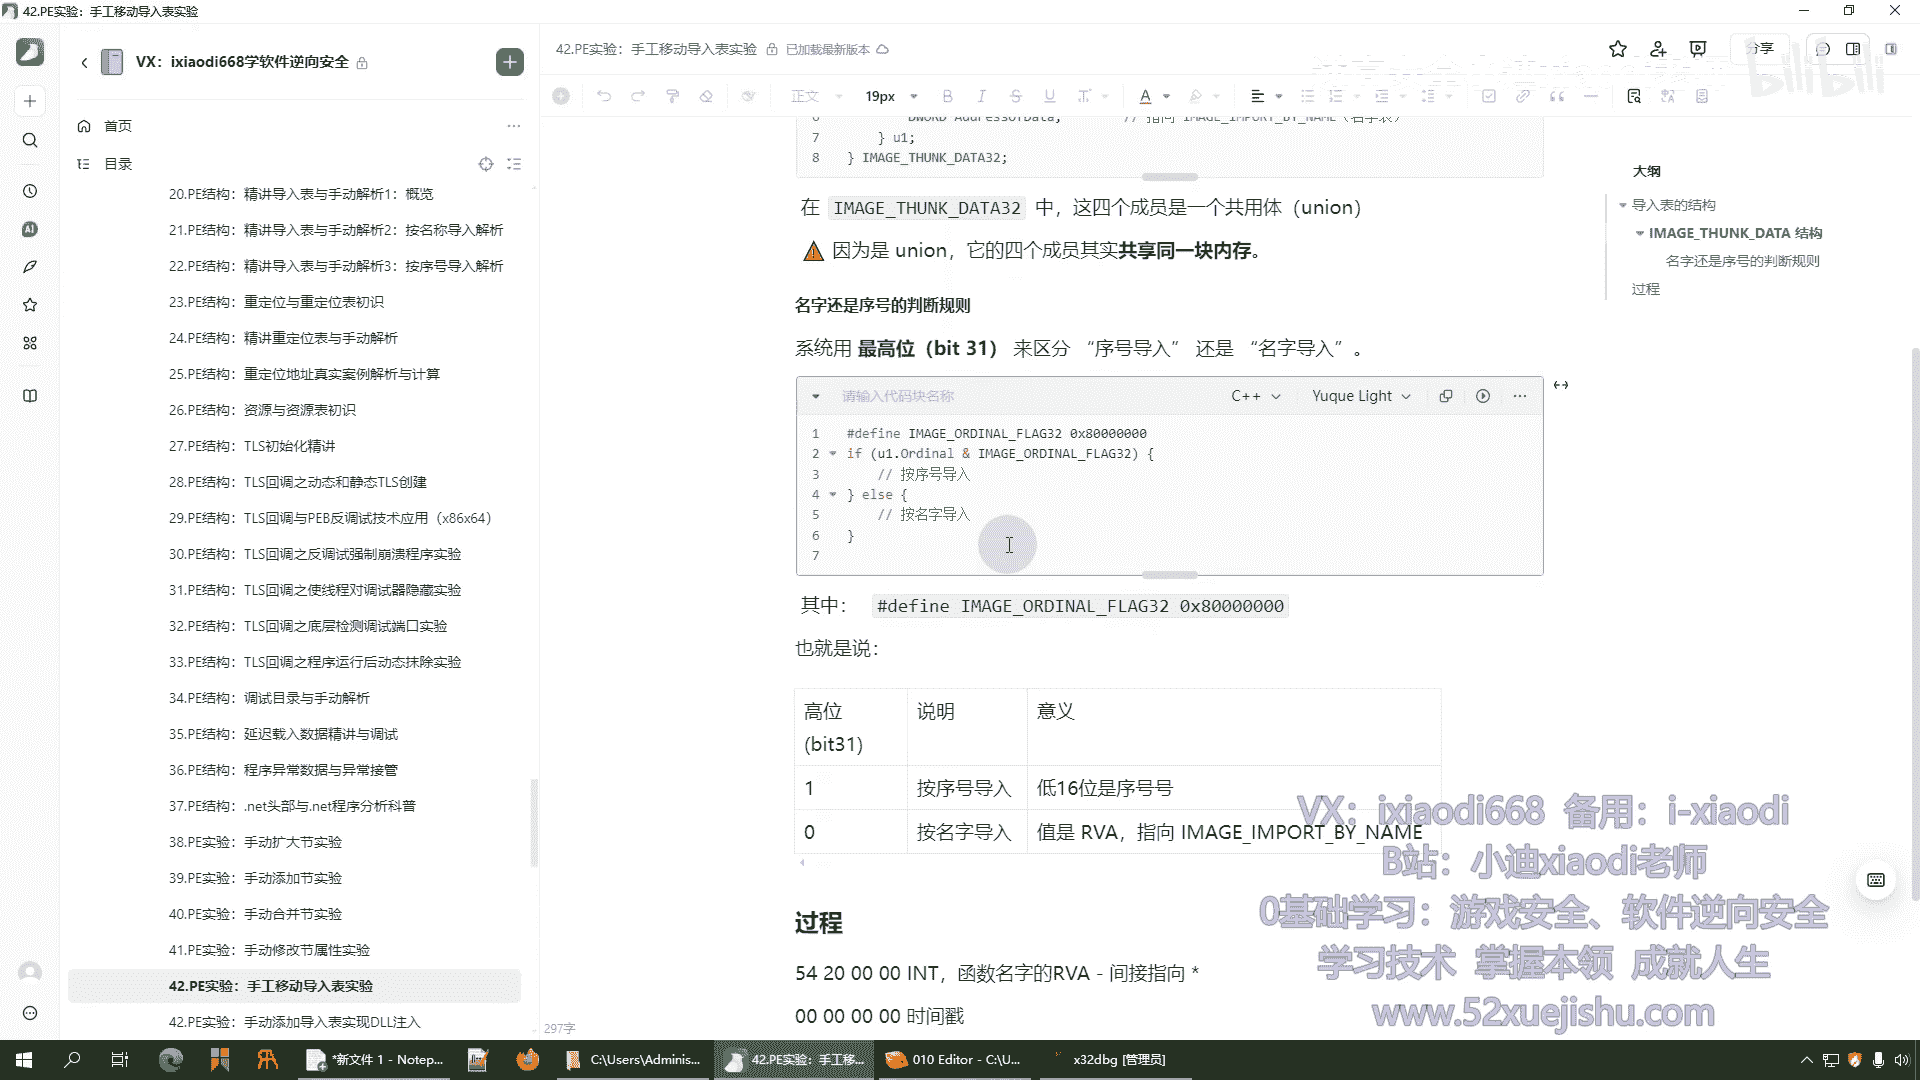 42.PE实验：手工移动导入表实验
VX：ixiaodi668学软件逆向安全
首页
目录
20.PE结构：精讲导入表与手动解析1：概览
21.PE结构：精讲导入表与手动解析2：按名称导入解析
22.PE结构：精讲导入表与手动解析3：按序号导入解析
23.PE结构：重定位与重定位表初识
24.PE结构：精讲重定位表与手动解析
25.PE结构：重定位地址真实案例解析与计算
26.PE结构：资源与资源表初识
27.PE结构：TLS初始化精讲
28.PE结构：TLS回调之动态和静态TLS创建
29.PE结构：TLS回调与PEB反调试技术应用（x86x64）
30.PE结构：TLS回调之反调试强制崩溃程序实验
31.PE结构：TLS回调之使线程对调试器隐藏实验
32.PE结构：TLS回调之底层检测调试端口实验
33.PE结构：TLS回调之程序运行后动态抹除实验
34.PE结构：调试目录与手动解析
35.PE结构：延迟载入数据精讲与调试
36.PE结构：程序异常数据与异常接管
37.PE结构：.net头部与.net程序分析科普
38.PE实验：手动扩大节实验
39.PE实验：手动添加节实验
40.PE实验：手动合并节实验
41.PE实验：手动修改节属性实验
42.PE实验：手工移动导入表实验
42.PE实验：手动添加导入表实现DLL注入
42.PE实验：手工移动导入表实验 已加载最新版本
分享
bilibili
正文 19px
6 DWORD AddressOfData; // 指向 IMAGE_IMPORT_BY_NAME（名字表）
7 } u1;
8 } IMAGE_THUNK_DATA32;
在 IMAGE_THUNK_DATA32 中，这四个成员是一个共用体（union）
因为是 union，它的四个成员其实共享同一块内存。
名字还是序号的判断规则
系统用 最高位（bit 31） 来区分 “序号导入” 还是 “名字导入”。
请输入代码块名称 C++ Yuque Light
1 #define IMAGE_ORDINAL_FLAG32 0x80000000
2 if (u1.Ordinal & IMAGE_ORDINAL_FLAG32) {
3 // 按序号导入
4 } else {
5 // 按名字导入
6 }
7
其中： #define IMAGE_ORDINAL_FLAG32 0x80000000
也就是说：
高位(bit31) 说明 意义
1 按序号导入 低16位是序号号
0 按名字导入 值是 RVA，指向 IMAGE_IMPORT_BY_NAME
过程
54 20 00 00 INT，函数名字的RVA - 间接指向 *
00 00 00 00 时间戳
297字
大纲
导入表的结构
IMAGE_THUNK_DATA 结构
名字还是序号的判断规则
过程
VX：ixiaodi668 备用：i-xiaodi
B站：小迪xiaodi老师
0基础学习：游戏安全、软件逆向安全
学习技术 掌握本领 成就人生
www.52xuejishu.com
*新文件 1 - Notep...
C:\Users\Adminis...
42.PE实验：手工移...
010 Editor - C:\U...
x32dbg [管理员]